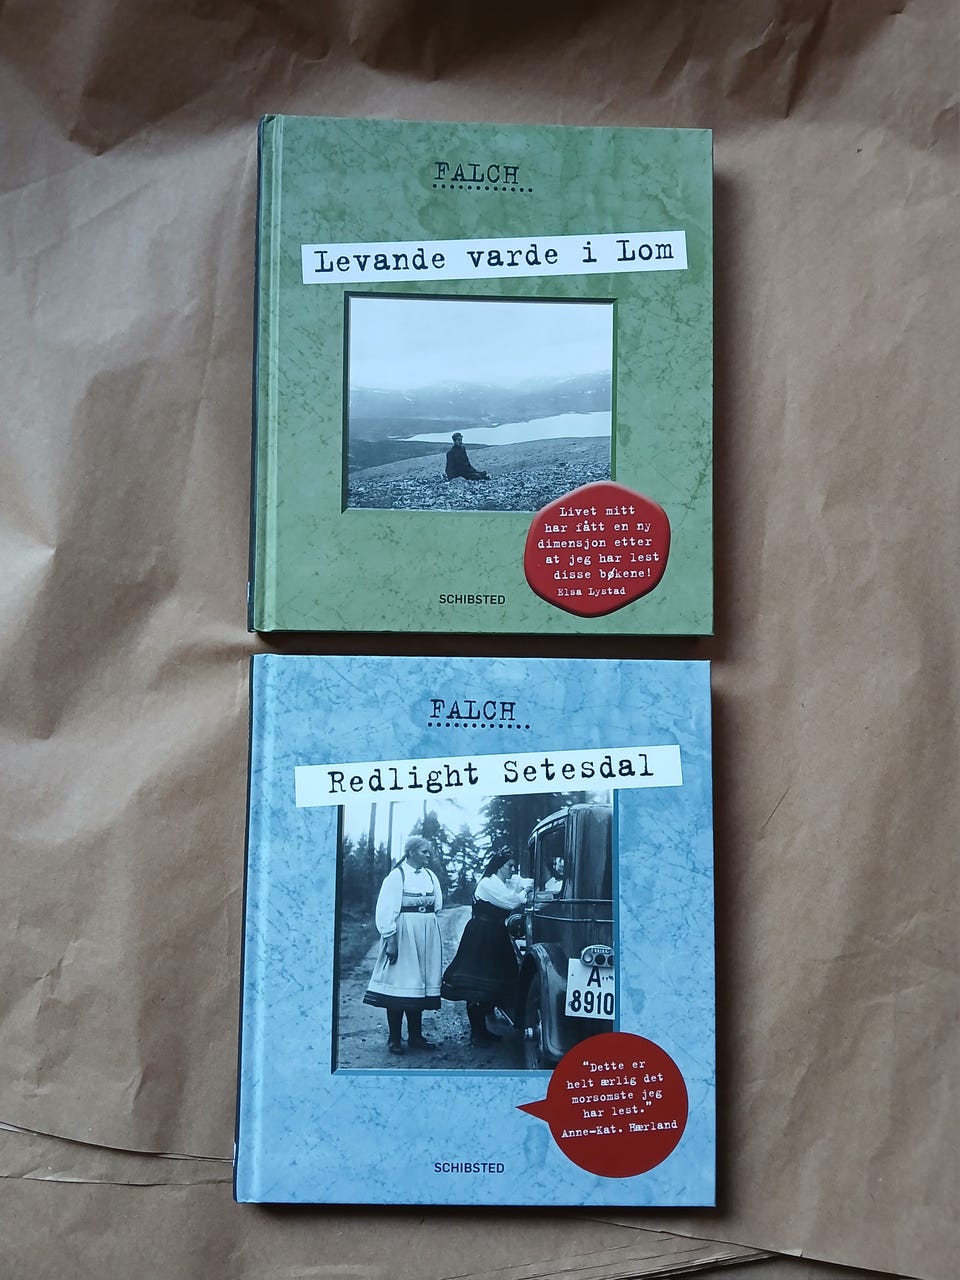 FALCH
Levande varde i Lom
Livet mitt
har fått en ny
dimensjon etter
at jeg har lest
disse bøkene!
Elsa Lystad
SCHIBSTED
FALCH
Redlight Setesdal
A
8910
"Dette er
helt ærlig det
morsomste jeg
har lest."
Anne-Kat. Hærland
SCHIBSTED